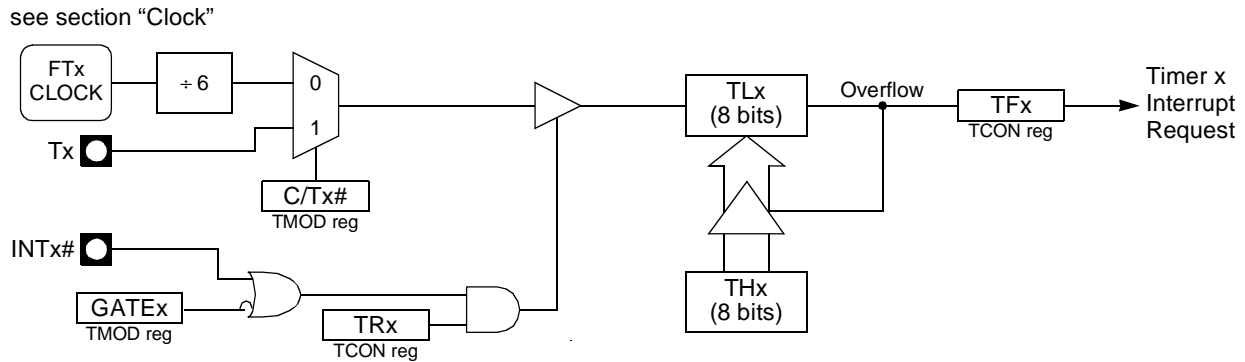 see section “Clock”
FTx
CLOCK
÷ 6
0
1
Tx
C/Tx#
TMOD reg
INTx#
GATEx
TMOD reg
TRx
TCON reg
TLx
(8 bits)
THx
(8 bits)
Overflow
TFx
TCON reg
Timer x
Interrupt
Request